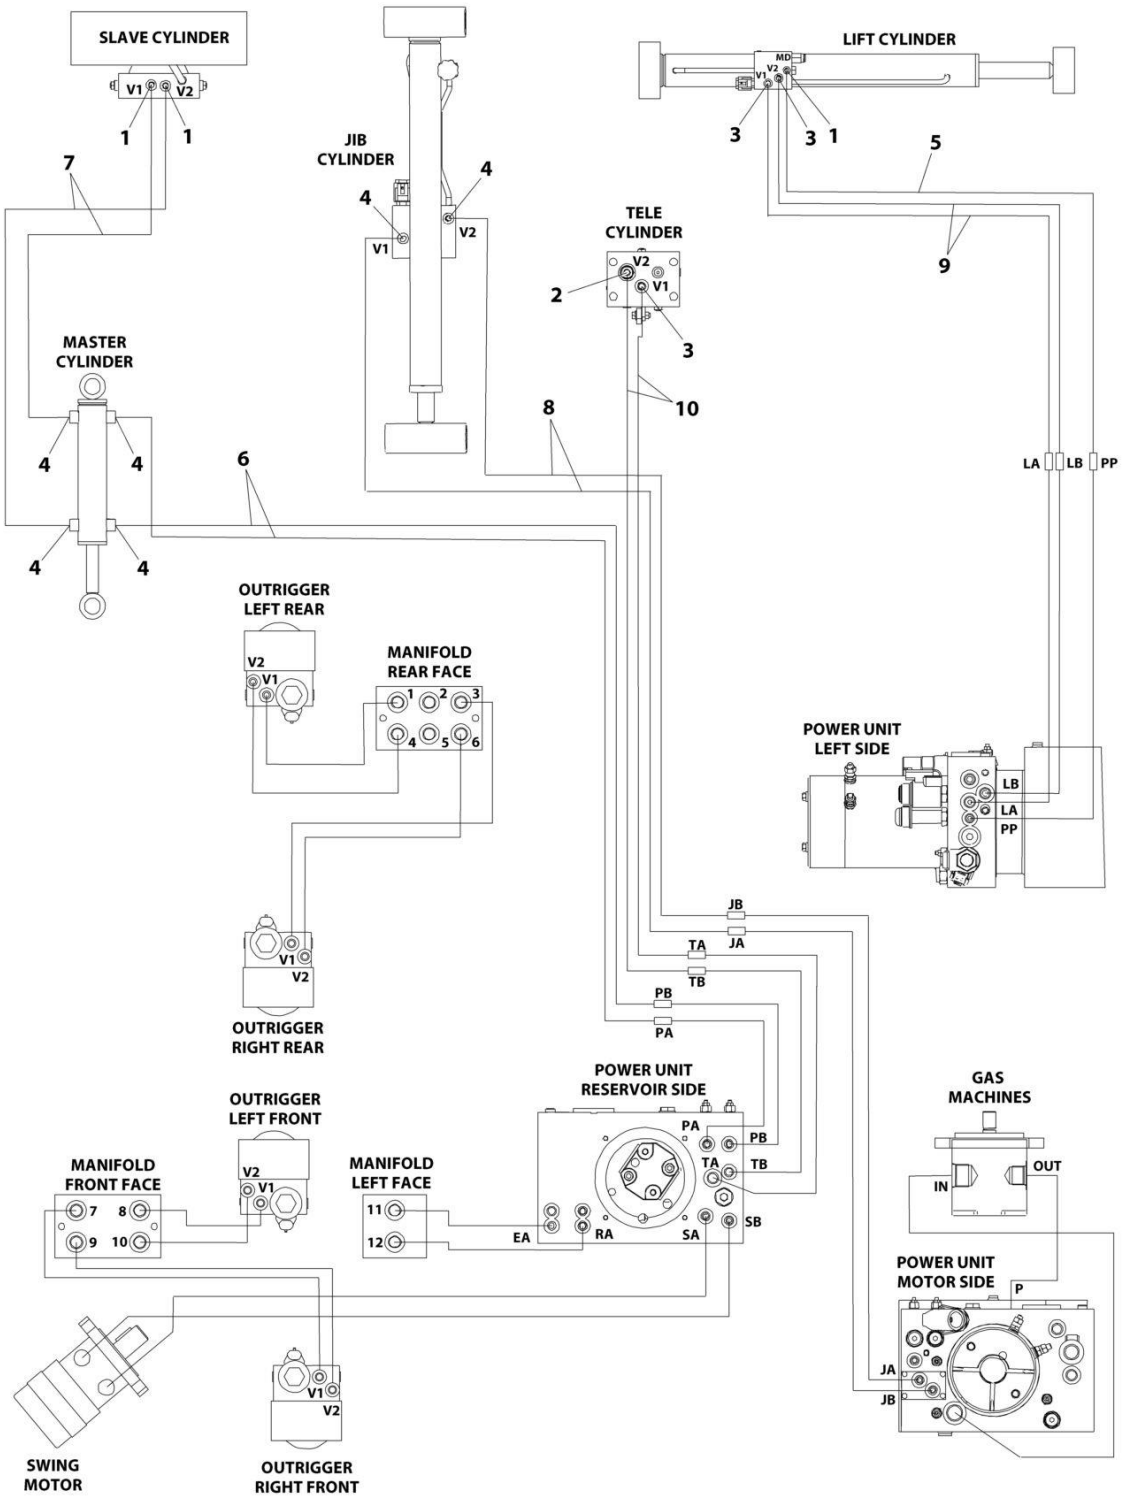 SLAVE CYLINDER
V1
V2
1
1
7
JIB
CYLINDER
4
4
V1
V2
LIFT CYLINDER
MD
V2
V1
3
3
1
5
9
TELE
CYLINDER
V2
V1
2
3
10
MASTER
CYLINDER
4
4
4
4
6
8
LA
LB
PP
OUTRIGGER
LEFT REAR
V2
V1
MANIFOLD
REAR FACE
1
2
3
4
5
6
V1
V2
OUTRIGGER
RIGHT REAR
POWER UNIT
LEFT SIDE
LB
LA
PP
JB
JA
TA
TB
PB
PA
POWER UNIT
RESERVOIR SIDE
PA
PB
TA
TB
EA
RA
SA
SB
OUTRIGGER
LEFT FRONT
V2
V1
MANIFOLD
FRONT FACE
7
8
9
10
MANIFOLD
LEFT FACE
11
12
GAS
MACHINES
IN
OUT
POWER UNIT
MOTOR SIDE
P
JA
JB
V1
V2
SWING
MOTOR
OUTRIGGER
RIGHT FRONT